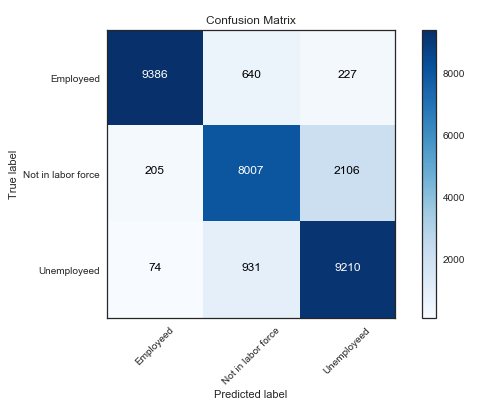 Confusion Matrix
Employeed 9386 640 227
Not in labor force 205 8007 2106
Unemployeed 74 931 9210
True label
Employeed
Not in labor force
Unemployeed
Predicted label
8000
6000
4000
2000